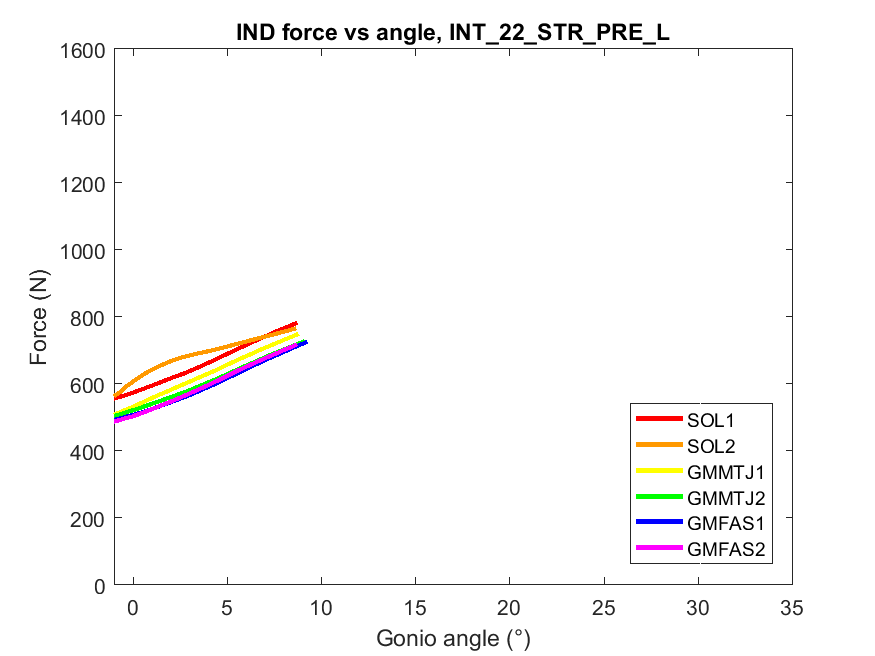 IND force vs angle, INT_22_STR_PRE_L
1600
1400
1200
1000
800
600
400
200
0
Force (N)
0 5 10 15 20 25 30 35
Gonio angle (°)
SOL1
SOL2
GMMTJ1
GMMTJ2
GMFAS1
GMFAS2